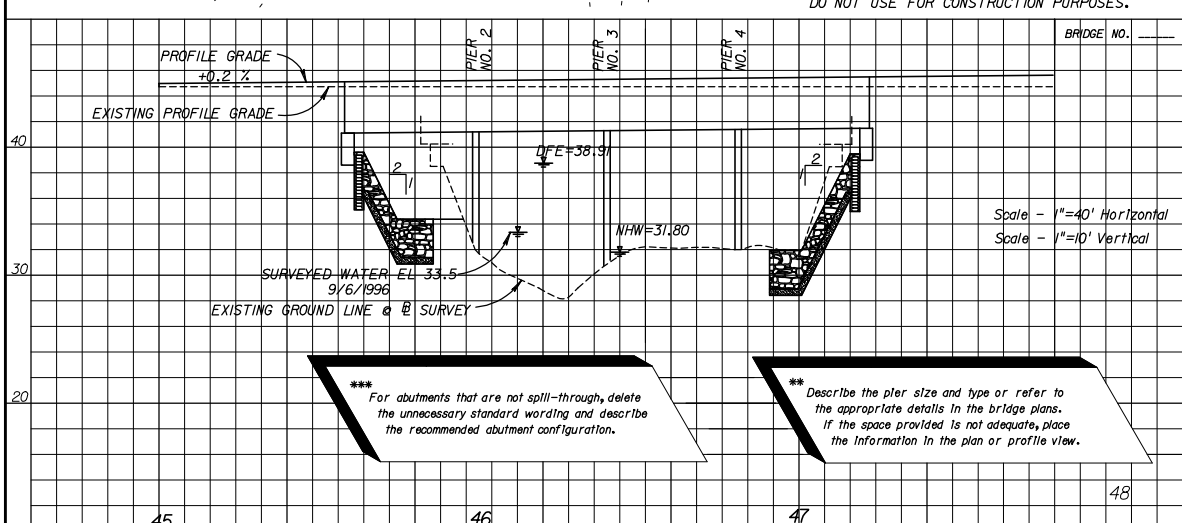 DO NOT USE FOR CONSTRUCTION PURPOSES.
BRIDGE NO. ______
PIER
NO. 2
PIER
NO. 3
PIER
NO. 4
PROFILE GRADE
+0.2 %
EXISTING PROFILE GRADE
40
DFE=38.91
2
1
2
1
Scale - 1"=40' Horizontal
Scale - 1"=10' Vertical
NHW=31.80
30
SURVEYED WATER EL 33.5
9/6/1996
EXISTING GROUND LINE @ B SURVEY
***
For abutments that are not spill-through, delete
the unnecessary standard wording and describe
the recommended abutment configuration.
**
Describe the pier size and type or refer to
the appropriate details in the bridge plans.
If the space provided is not adequate, place
the information in the plan or profile view.
20
48
45
46
47